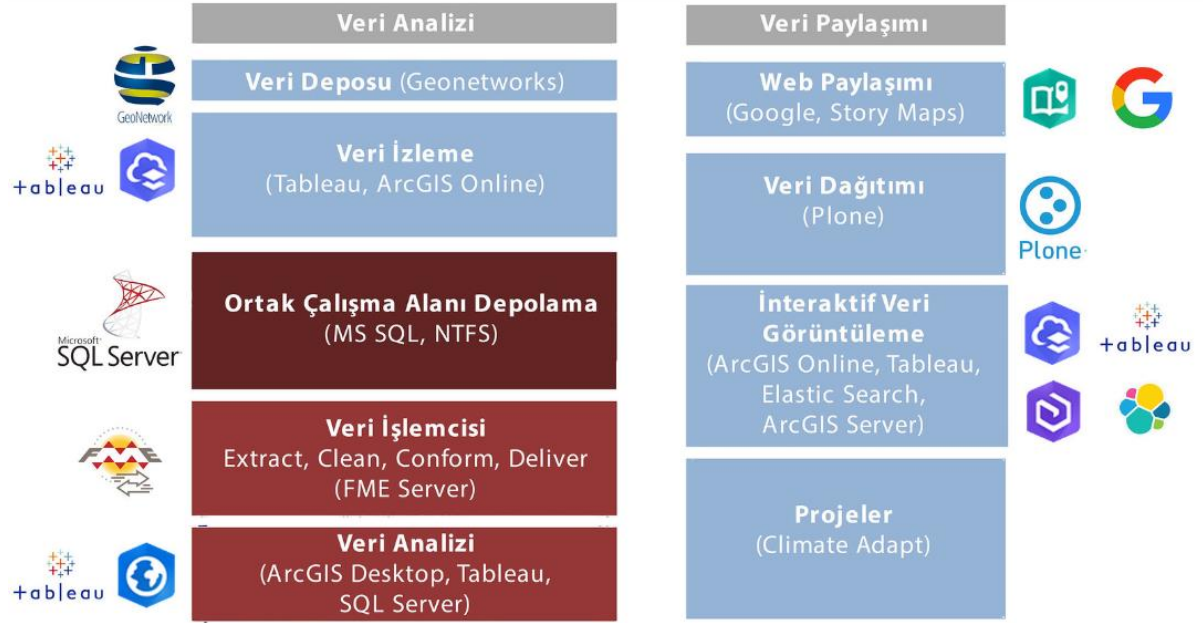 Veri Analizi
GeoNetwork
Veri Deposu (Geonetworks)
+ableau
Veri İzleme
(Tableau, ArcGIS Online)
Microsoft
SQL Server
Ortak Çalışma Alanı Depolama
(MS SQL, NTFS)
FME
Veri İşlemcisi
Extract, Clean, Conform, Deliver
(FME Server)
+ableau
Veri Analizi
(ArcGIS Desktop, Tableau,
SQL Server)
Veri Paylaşımı
Web Paylaşımı
(Google, Story Maps)
G
Veri Dağıtımı
(Plone)
Plone
İnteraktif Veri
Görüntüleme
(ArcGIS Online, Tableau,
Elastic Search,
ArcGIS Server)
+ableau
Projeler
(Climate Adapt)